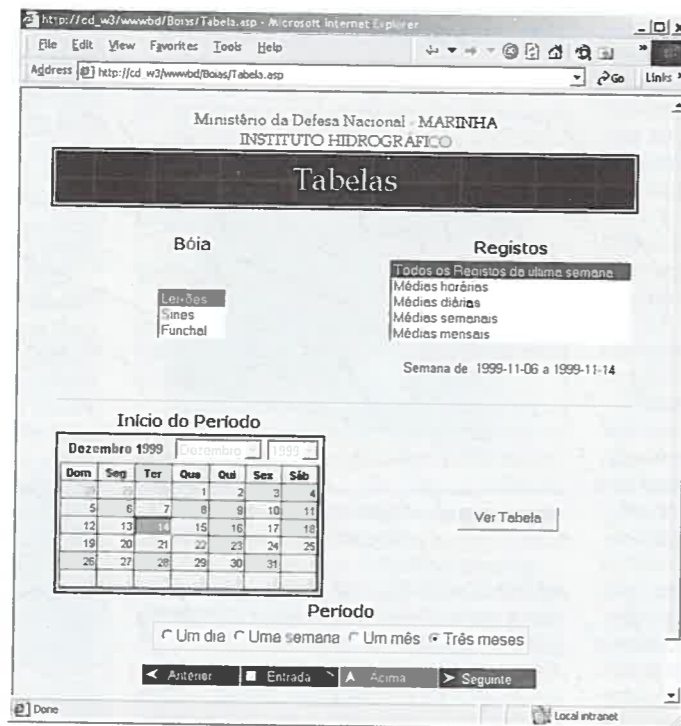 http://cd_w3/wwwbd/Boias/Tabela.asp - Microsoft Internet Explorer
File Edit View Favorites Tools Help
Address http://cd_w3/wwwbd/Boias/Tabela.asp Go Links
Ministério da Defesa Nacional - MARINHA
INSTITUTO HIDROGRÁFICO
Tabelas
Bóia
Leixões
Sines
Funchal
Registos
Todos os Registos da ultima semana
Médias horárias
Médias diárias
Médias semanais
Médias mensais
Semana de 1999-11-06 a 1999-11-14
Início do Período
Dezembro 1999 Dezembro 1999
Dom Seg Ter Qua Qui Sex Sáb
1 2 3 4
5 6 7 8 9 10 11
12 13 14 15 16 17 18
19 20 21 22 23 24 25
26 27 28 29 30 31
Ver Tabela
Período
Um dia Uma semana Um mês Três meses
Anterior Entrada Acima Seguinte
Done Local intranet